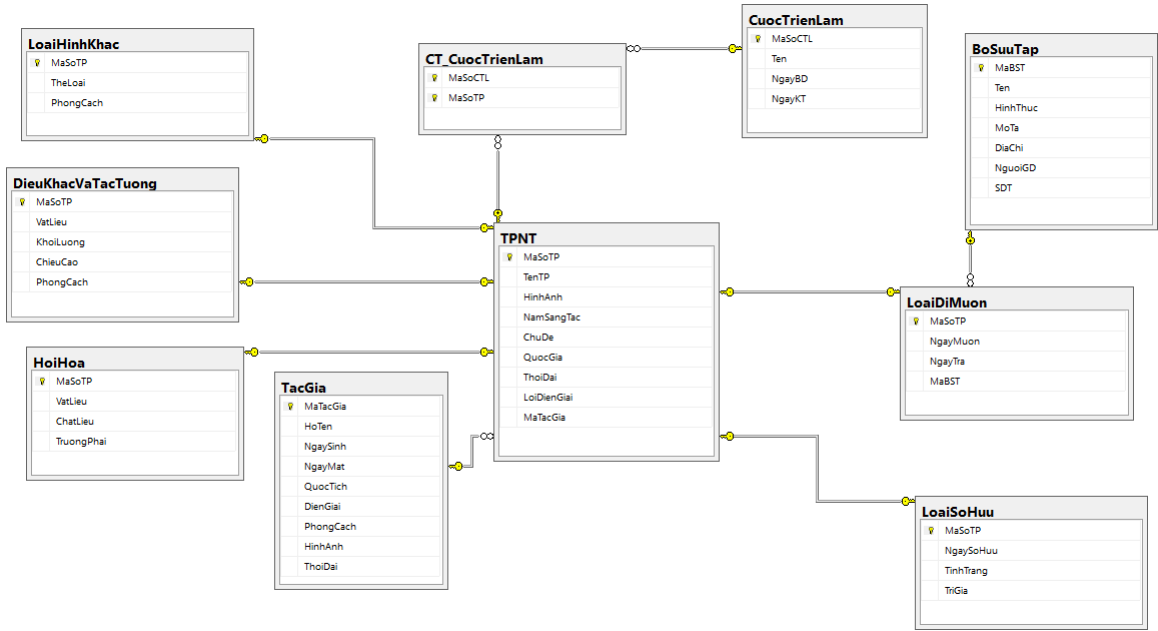 LoaiHinhKhac
MaSoTP
TheLoai
PhongCach
CT_CuocTrienLam
MaSoCTL
MaSoTP
CuocTrienLam
MaSoCTL
Ten
NgayBD
NgayKT
BoSuuTap
MaBST
Ten
HinhThuc
MoTa
DiaChi
NguoiGD
SDT
DieuKhacVaTacTuong
MaSoTP
VatLieu
KhoiLuong
ChieuCao
PhongCach
TPNT
MaSoTP
TenTP
HinhAnh
NamSangTac
ChuDe
QuocGia
ThoiDai
LoiDienGiai
MaTacGia
LoaiDiMuon
MaSoTP
NgayMuon
NgayTra
MaBST
HoiHoa
MaSoTP
VatLieu
ChatLieu
TruongPhai
TacGia
MaTacGia
HoTen
NgaySinh
NgayMat
QuocTich
DienGiai
PhongCach
HinhAnh
ThoiDai
LoaiSoHuu
MaSoTP
NgaySoHuu
TinhTrang
TriGia